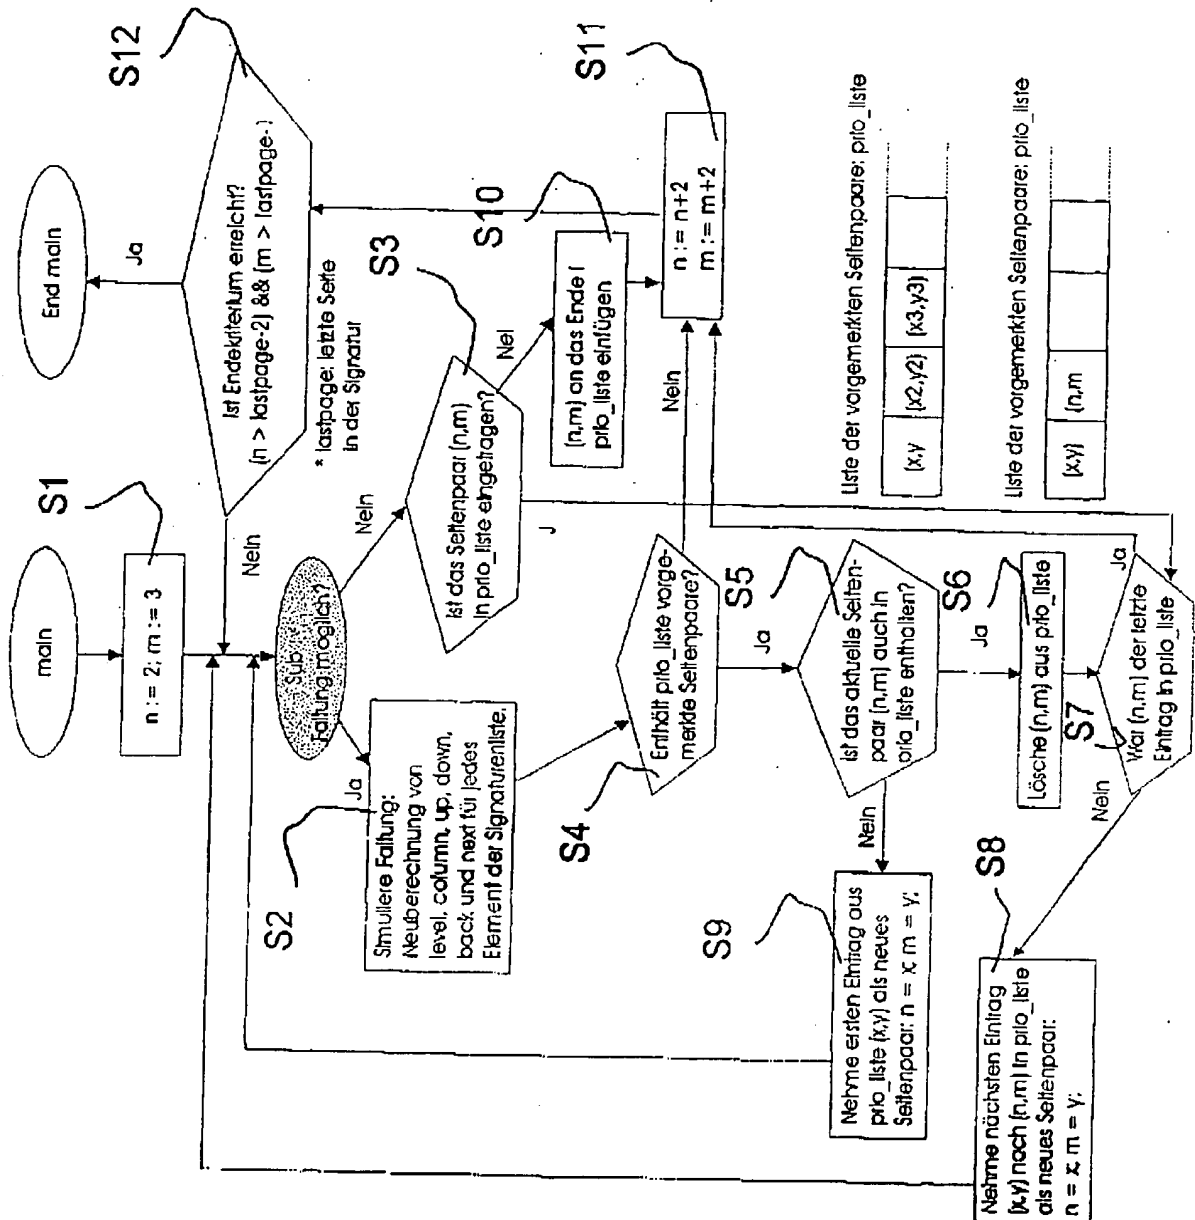 main
S1
n := 2; m := 3
End main
Ja
S12
Ist Endekriterium erreicht?
(n > lastpage-2) && (m > lastpage-1
* lastpage: letzte Seite
in der Signatur
Nein
Sub
Faltung möglich?
Ja
Nein
S2
Simuliere Faltung:
Neuberechnung von
level, column, up, down,
back und next für jedes
Element der Signaturenliste.
S3
Ist das Seitenpaar (n,m)
in prio_liste eingetragen?
Nei
J
S10
(n,m) an das Ende (
prio_liste einfügen
S11
n := n+2
m := m+2
S4
Enthält prio_liste vorge-
merkte Seitenpaare?
Nein
Ja
S5
Ist das aktuelle Seiten-
paar (n,m) auch in
prio_liste enthalten?
Nein
Ja
S6
Lösche (n,m) aus prio_liste
S7
War (n,m) der letzte
Eintrag in prio_liste
Ja
Nein
S9
Nehme ersten Eintrag aus
prio_liste (x,y) als neues
Seitenpaar: n = x; m = y;
S8
Nehme nächsten Eintrag
(x,y) nach (n,m) in prio_liste
als neues Seitenpaar:
n = x; m = y;
Liste der vorgemerkten Seitenpaare: prio_liste
(x,y (x2,y2) (x3,y3)
Liste der vorgemerkten Seitenpaare: prio_liste
(x,y) (n,m